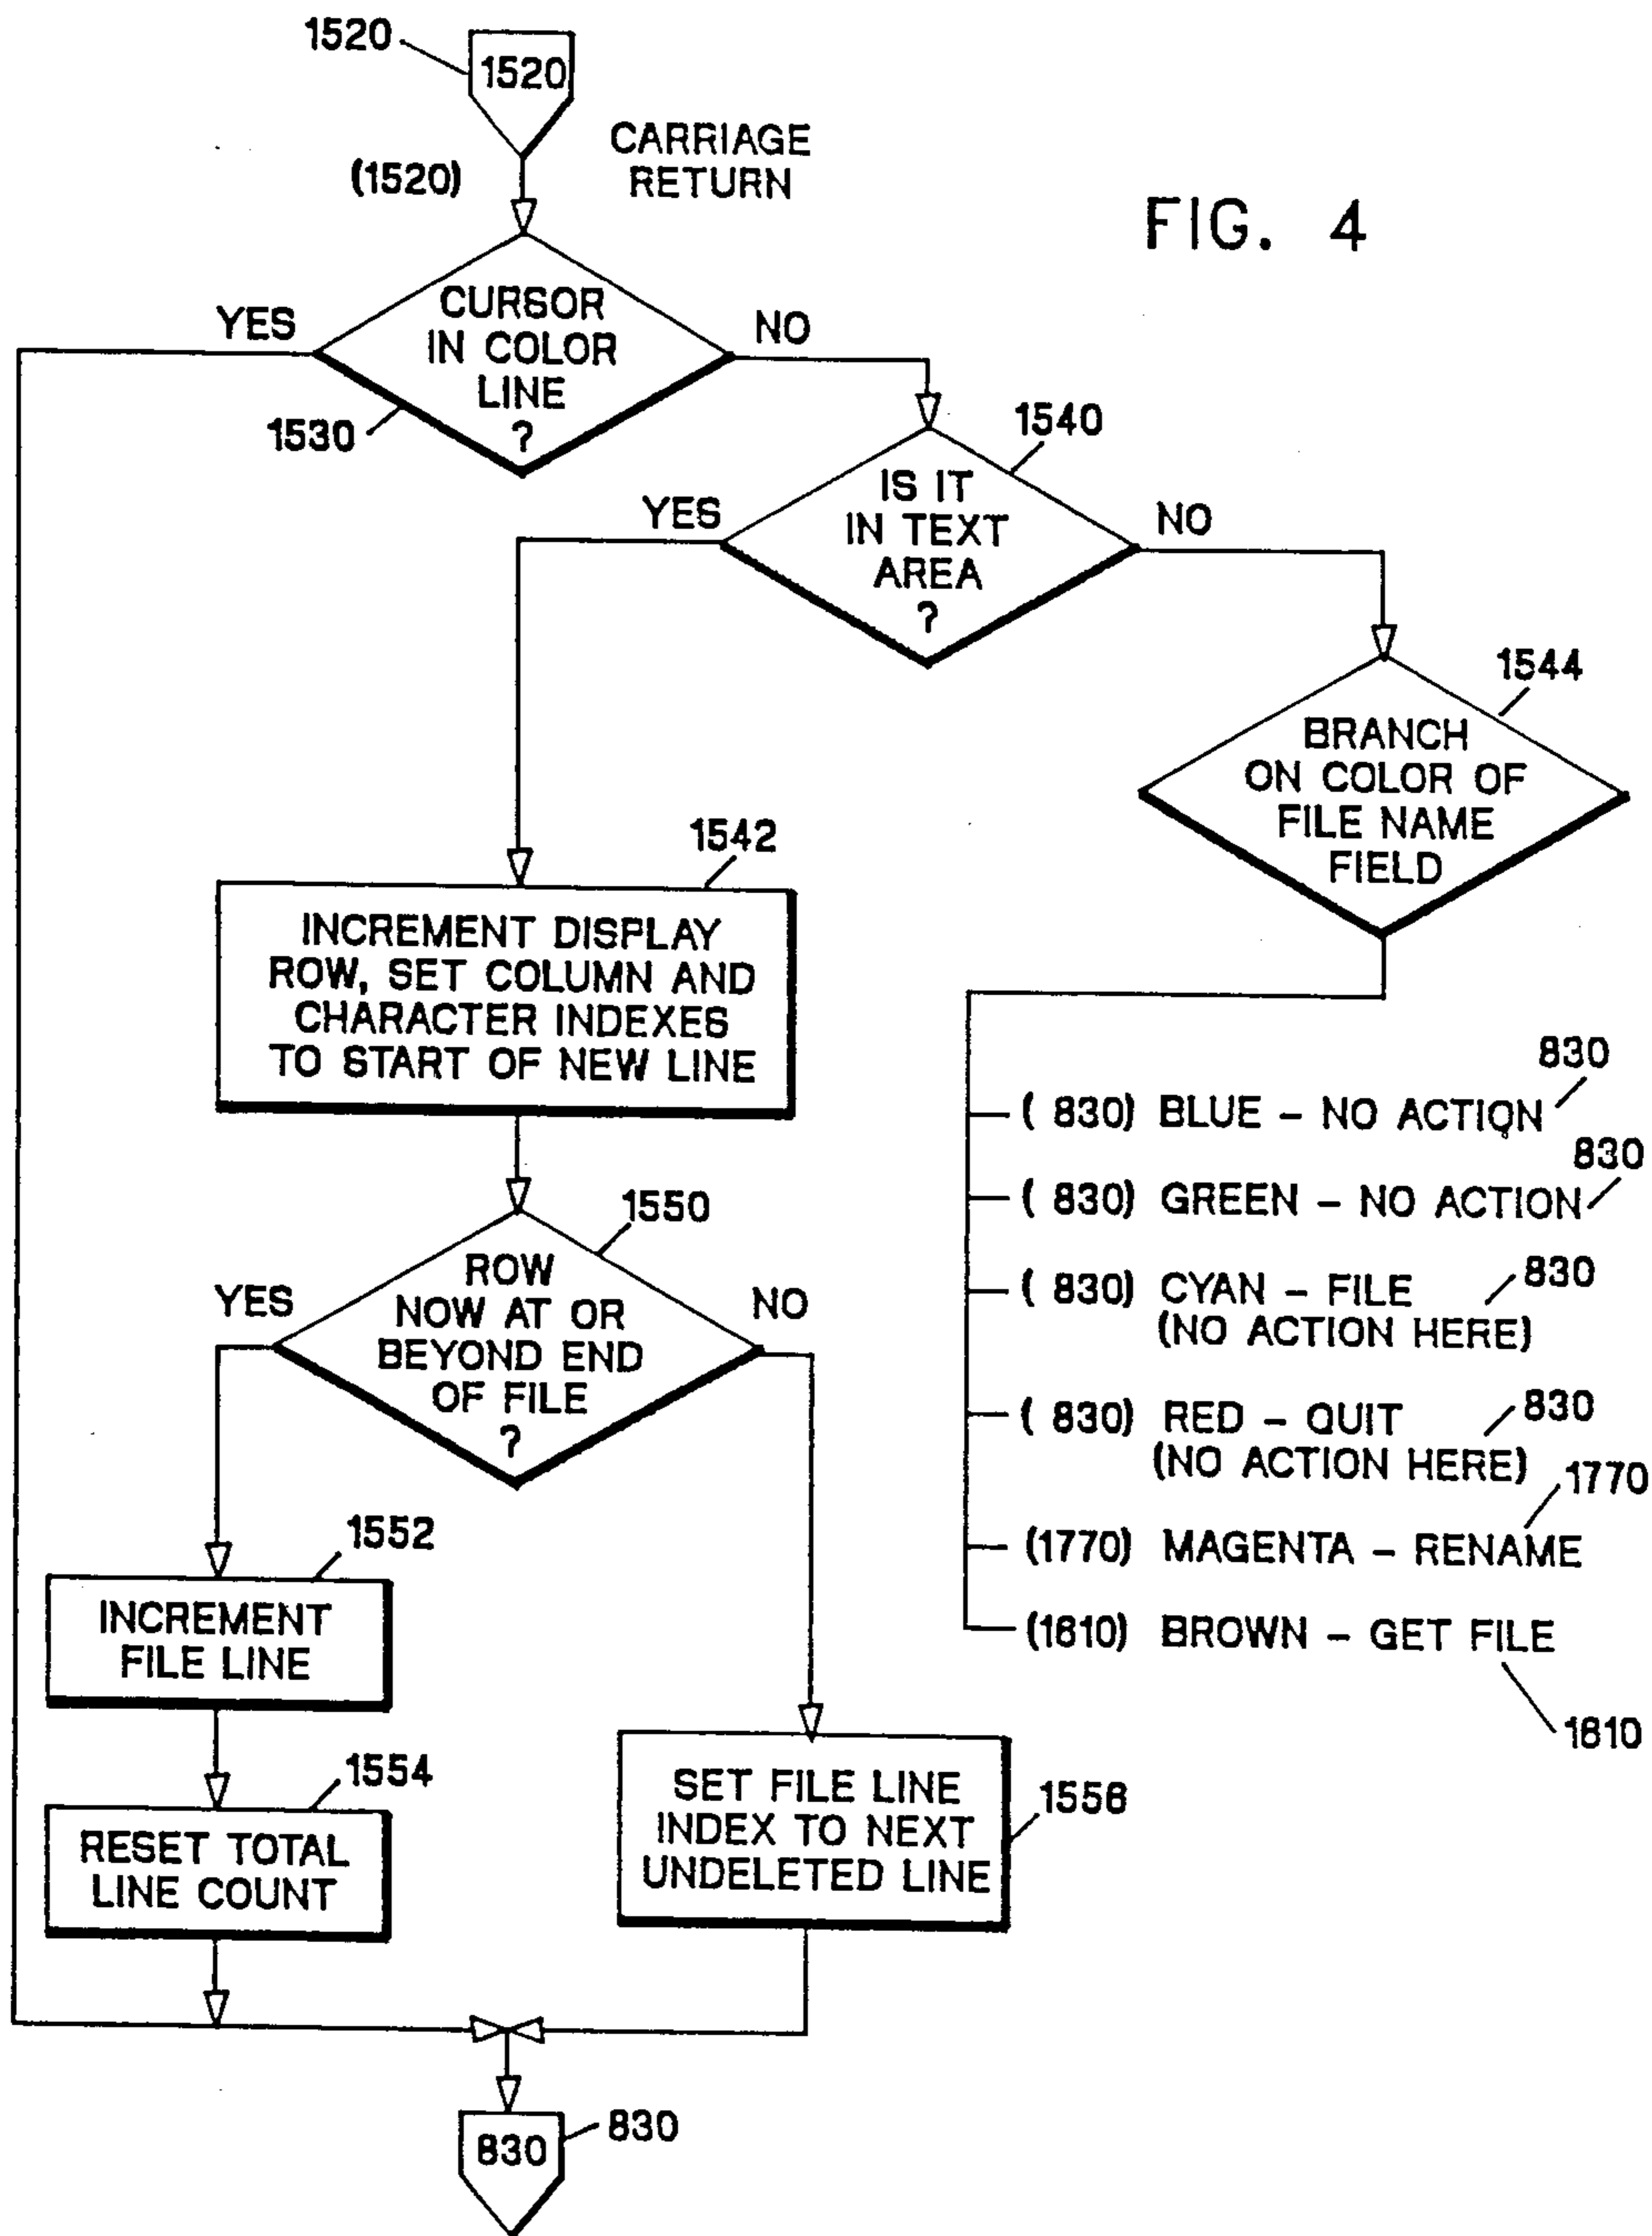 1520
1520
(1520)
CARRIAGE
RETURN
FIG. 4
CURSOR
IN COLOR
LINE
?
YES
NO
1530
1540
IS IT
IN TEXT
AREA
?
YES
NO
1544
BRANCH
ON COLOR OF
FILE NAME
FIELD
1542
INCREMENT DISPLAY
ROW, SET COLUMN AND
CHARACTER INDEXES
TO START OF NEW LINE
830
(830) BLUE – NO ACTION
830
(830) GREEN – NO ACTION
830
(830) CYAN – FILE
(NO ACTION HERE)
830
(830) RED – QUIT
(NO ACTION HERE)
1770
(1770) MAGENTA – RENAME
(1810) BROWN – GET FILE
1810
1550
ROW
NOW AT OR
BEYOND END
OF FILE
?
YES
NO
1552
INCREMENT
FILE LINE
1554
RESET TOTAL
LINE COUNT
SET FILE LINE
INDEX TO NEXT
UNDELETED LINE
1556
830
830